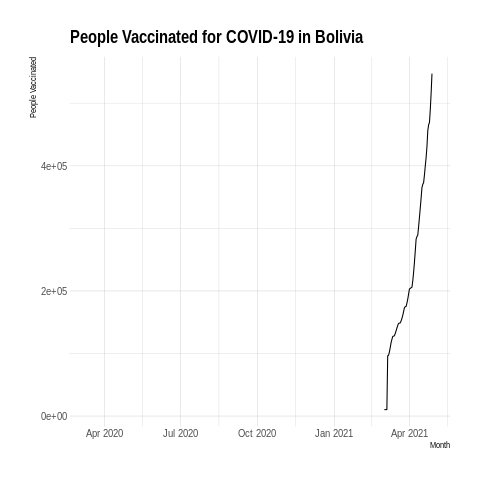 People Vaccinated for COVID-19 in Bolivia
People Vaccinated
4e+05
2e+05
0e+00
Apr 2020 Jul 2020 Oct 2020 Jan 2021 Apr 2021
Month